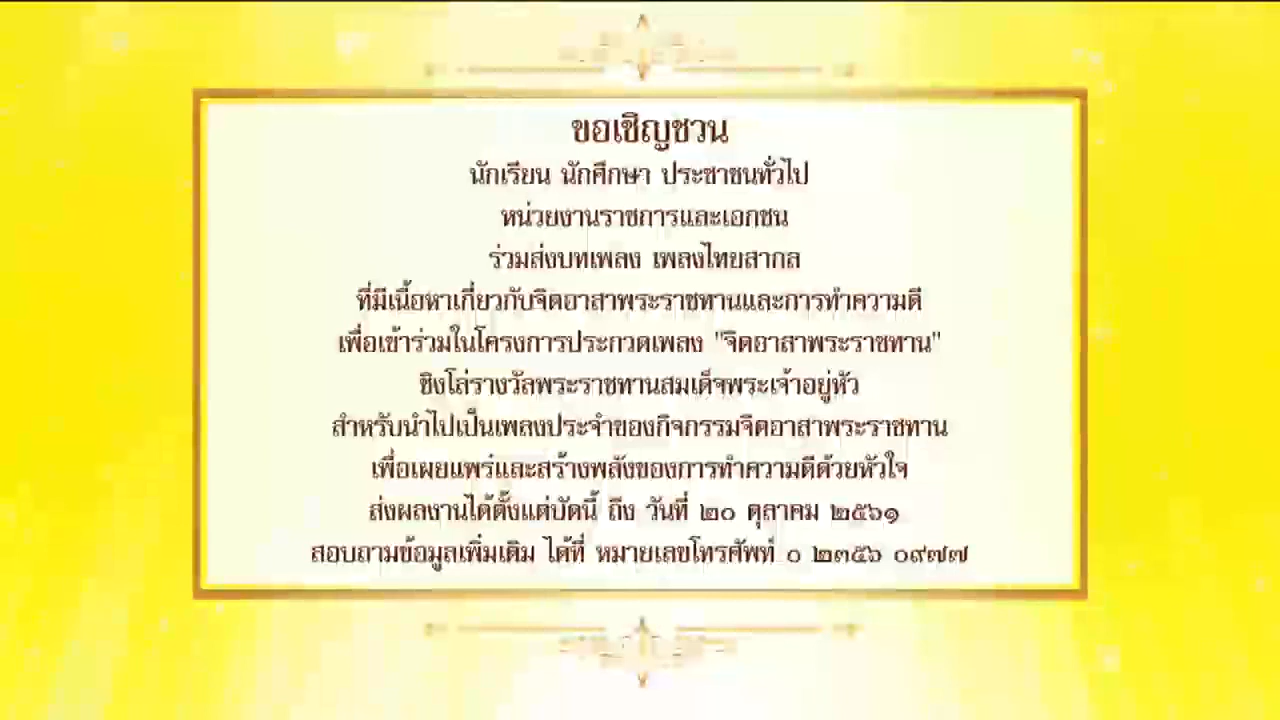 ขอเชิญชวน
นักเรียน นักศึกษา ประชาชนทั่วไป
หน่วยงานราชการและเอกชน
ร่วมส่งบทเพลง เพลงไทยสากล
ที่มีเนื้อหาเกี่ยวกับจิตอาสาพระราชทานและการทำความดี
เพื่อเข้าร่วมในโครงการประกวดเพลง "จิตอาสาพระราชทาน"
ชิงโล่รางวัลพระราชทานสมเด็จพระเจ้าอยู่หัว
สำหรับนำไปเป็นเพลงประจำของกิจกรรมจิตอาสาพระราชทาน
เพื่อเผยแพร่และสร้างพลังของการทำความดีด้วยหัวใจ
ส่งผลงานได้ตั้งแต่บัดนี้ ถึง วันที่ ๒๐ ตุลาคม ๒๕๖๑
สอบถามข้อมูลเพิ่มเติม ได้ที่ หมายเลขโทรศัพท์ ๐ ๒๓๕๖ ๐๙๗๗